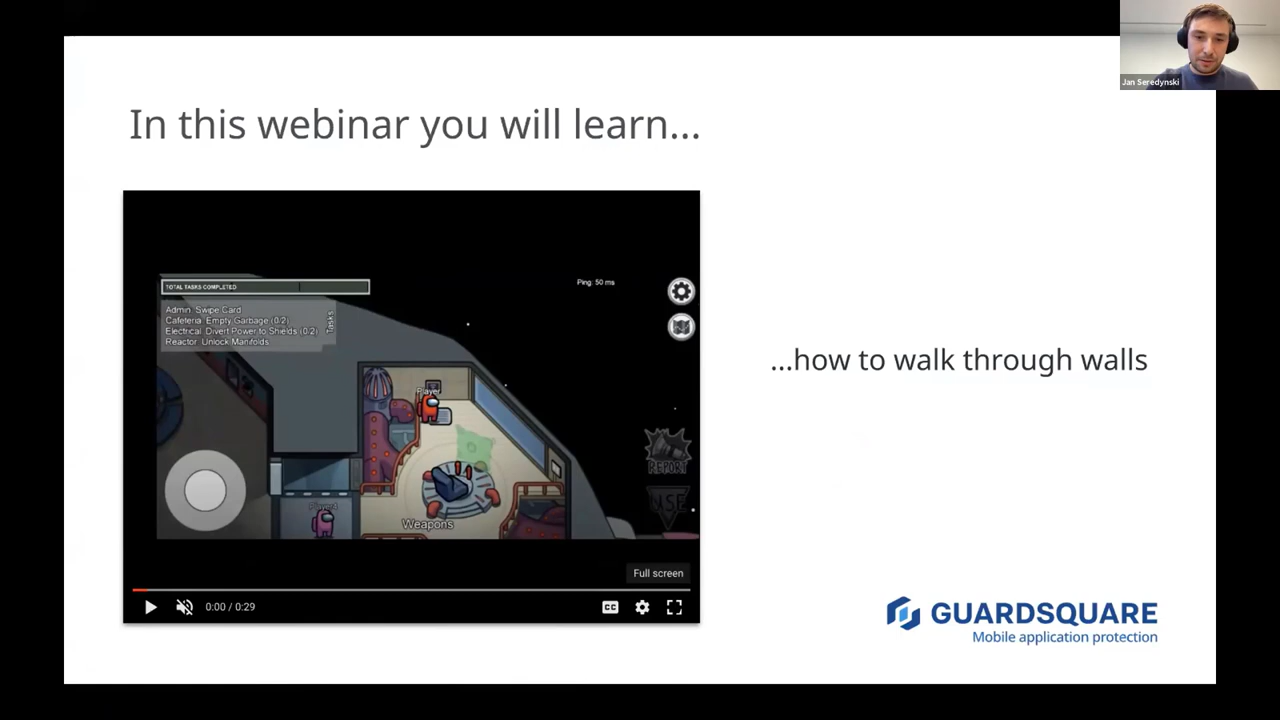 Jan Seredynski
In this webinar you will learn...
TOTAL TASKS COMPLETED
Ping: 50 ms
Admin: Swipe Card
Cafeteria: Empty Garbage (0/2)
Electrical: Divert Power to Shields (0/2)
Reactor: Unlock Manifolds
Tasks
...how to walk through walls
Player
REPORT
USE
Weapons
Full screen
0:00 / 0:29
CC
GUARDSQUARE
Mobile application protection